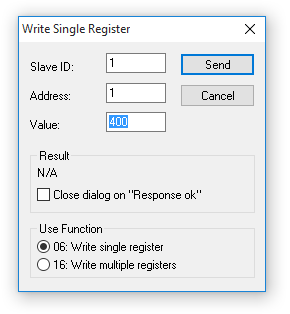 Write Single Register
Slave ID: 1 Send
Address: 1 Cancel
Value: 400
Result
N/A
Close dialog on "Response ok"
Use Function
06: Write single register
16: Write multiple registers